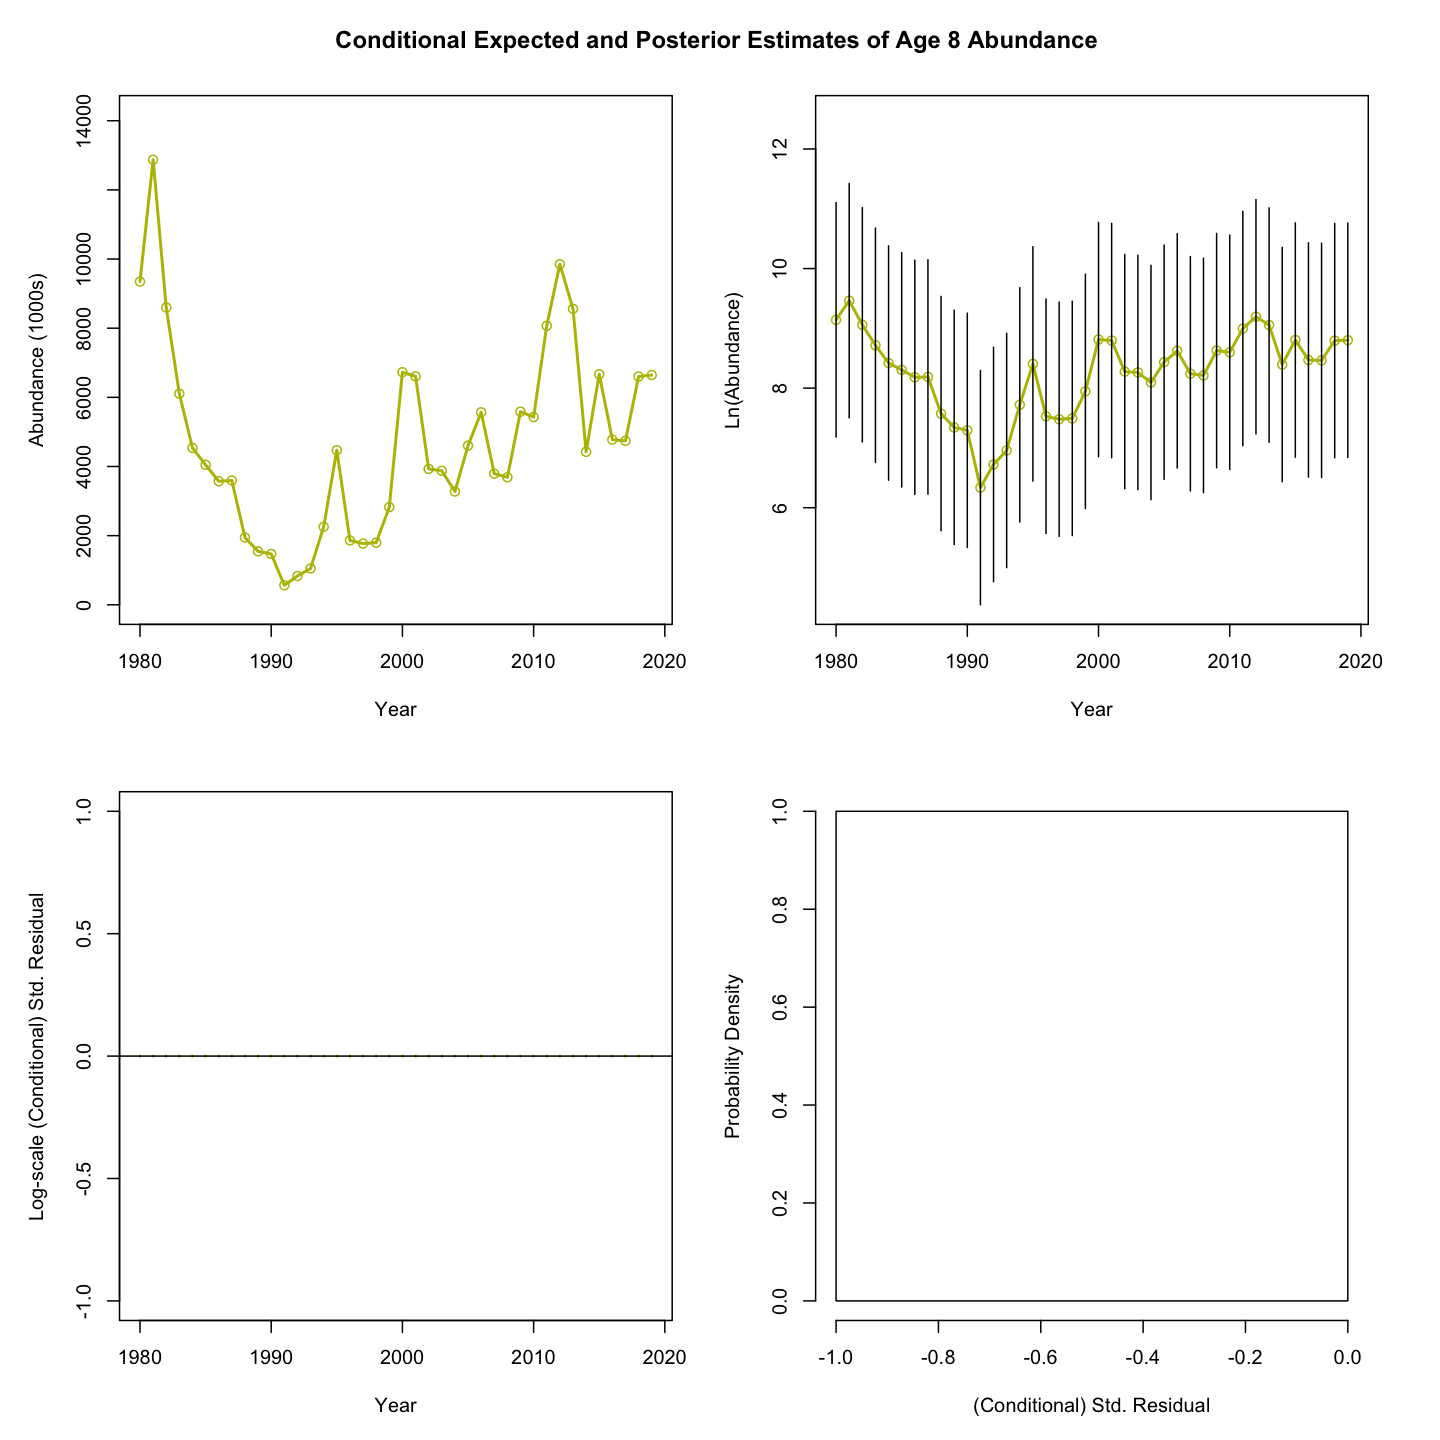 Conditional Expected and Posterior Estimates of Age 8 Abundance
Abundance (1000s)
14000
10000
8000
6000
4000
2000
0
1980 1990 2000 2010 2020
Year
Ln(Abundance)
12
10
8
6
1980 1990 2000 2010 2020
Year
Log-scale (Conditional) Std. Residual
1.0
0.5
0.0
-0.5
-1.0
1980 1990 2000 2010 2020
Year
Probability Density
1.0
0.8
0.6
0.4
0.2
0.0
-1.0 -0.8 -0.6 -0.4 -0.2 0.0
(Conditional) Std. Residual